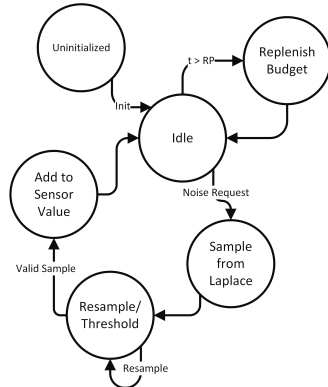 Uninitialized
Replenish
Budget
t > RP
Init
Idle
Noise Request
Add to
Sensor
Value
Sample
from
Laplace
Valid Sample
Resample/
Threshold
Resample